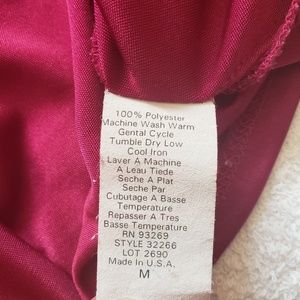 100% Polyester
Machine Wash Warm
Gental Cycle
Tumble Dry Low
Cool Iron
Laver A Machine
A Leau Tiede
Seche A Plat
Seche Par
Cubutage A Basse
Temperature
Repasser A Tres
Basse Temperature
RN 93269
STYLE 32266
LOT 2690
Made In U.S.A.
M